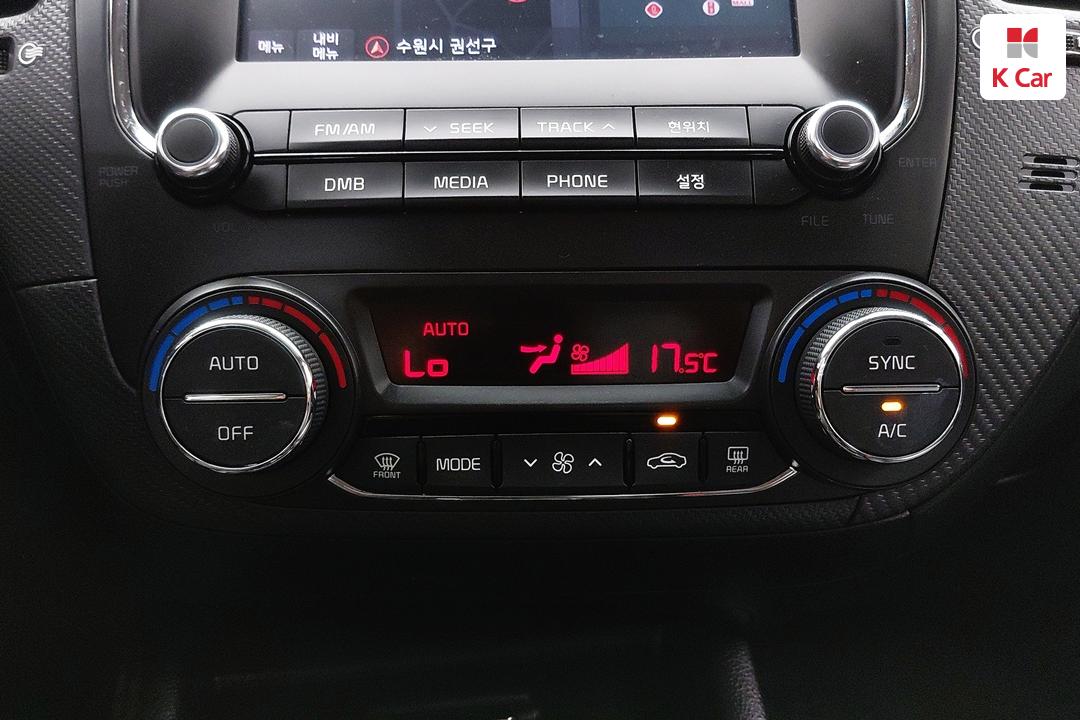 메뉴
내비
메뉴
수원시 권선구
K Car
FM/AM
SEEK
TRACK
현위치
POWER
PUSH
ENTER
DMB
MEDIA
PHONE
설정
VOL
FILE
TUNE
AUTO
OFF
AUTO
Lo
17.5°C
SYNC
A/C
FRONT
MODE
REAR